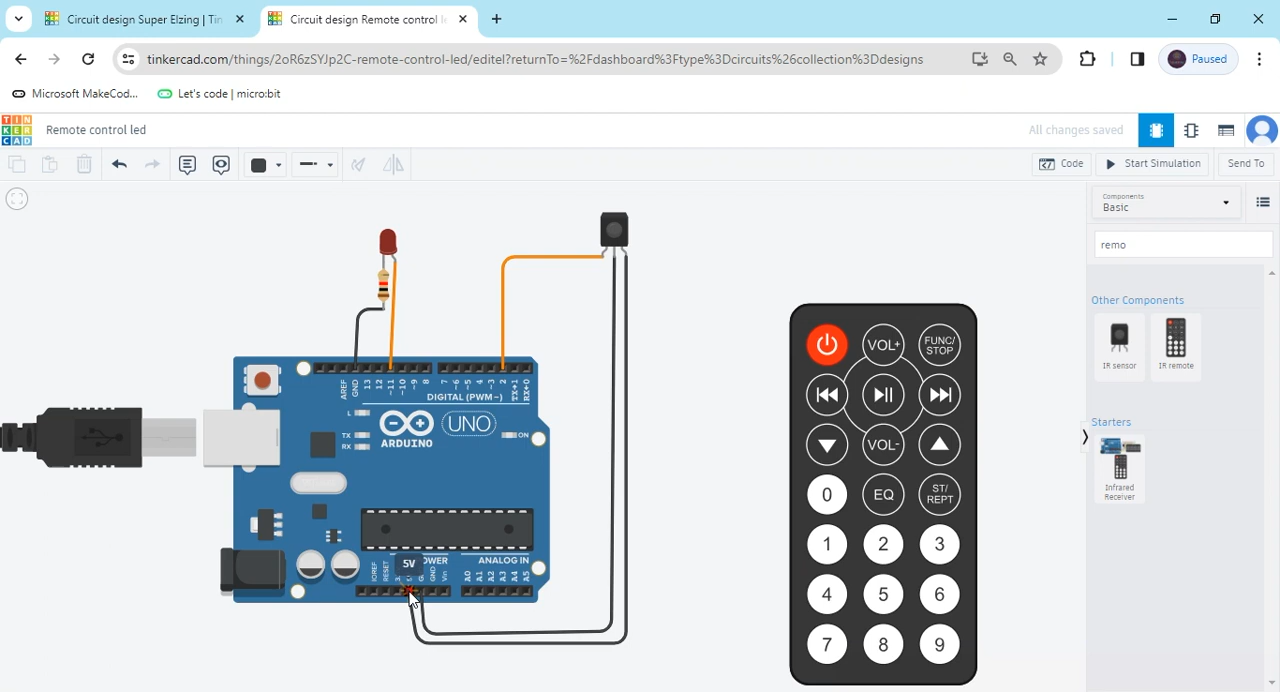 Circuit design Super Elzing | Tin
Circuit design Remote control le
tinkercad.com/things/2oR6zSYJp2C-remote-control-led/editel?returnTo=%2Fdashboard%3Ftype%3Dcircuits%26collection%3Ddesigns
Paused
Microsoft MakeCod...
Let's code | micro:bit
TIN
KER
CAD
Remote control led
All changes saved
Code
Start Simulation
Send To
Components
Basic
remo
Other Components
IR sensor
IR remote
Starters
Infrared
Receiver
AREF
GND
13
12
~11
~10
~9
8
7
~6
~5
4
~3
2
TX→1
RX←0
DIGITAL (PWM~)
L
TX
RX
ARDUINO
UNO
ON
5V
IOREF
RESET
OWER
GND
Vin
ANALOG IN
A0
A1
A2
A3
A4
A5
VOL+
FUNC/
STOP
VOL-
0
EQ
ST/
REPT
1
2
3
4
5
6
7
8
9